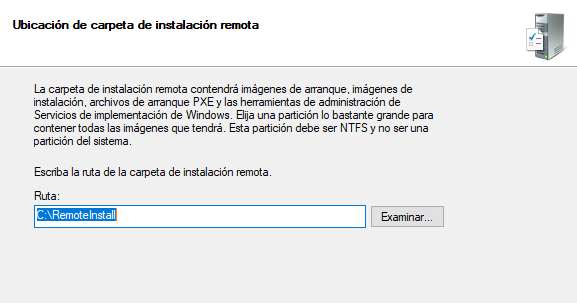 Ubicación de carpeta de instalación remota
La carpeta de instalación remota contendrá imágenes de arranque, imágenes de
instalación, archivos de arranque PXE y las herramientas de administración de
Servicios de implementación de Windows. Elija una partición lo bastante grande para
contener todas las imágenes que tendrá. Esta partición debe ser NTFS y no ser una
partición del sistema.
Escriba la ruta de la carpeta de instalación remota.
Ruta:
C:\RemoteInstall
Examinar...